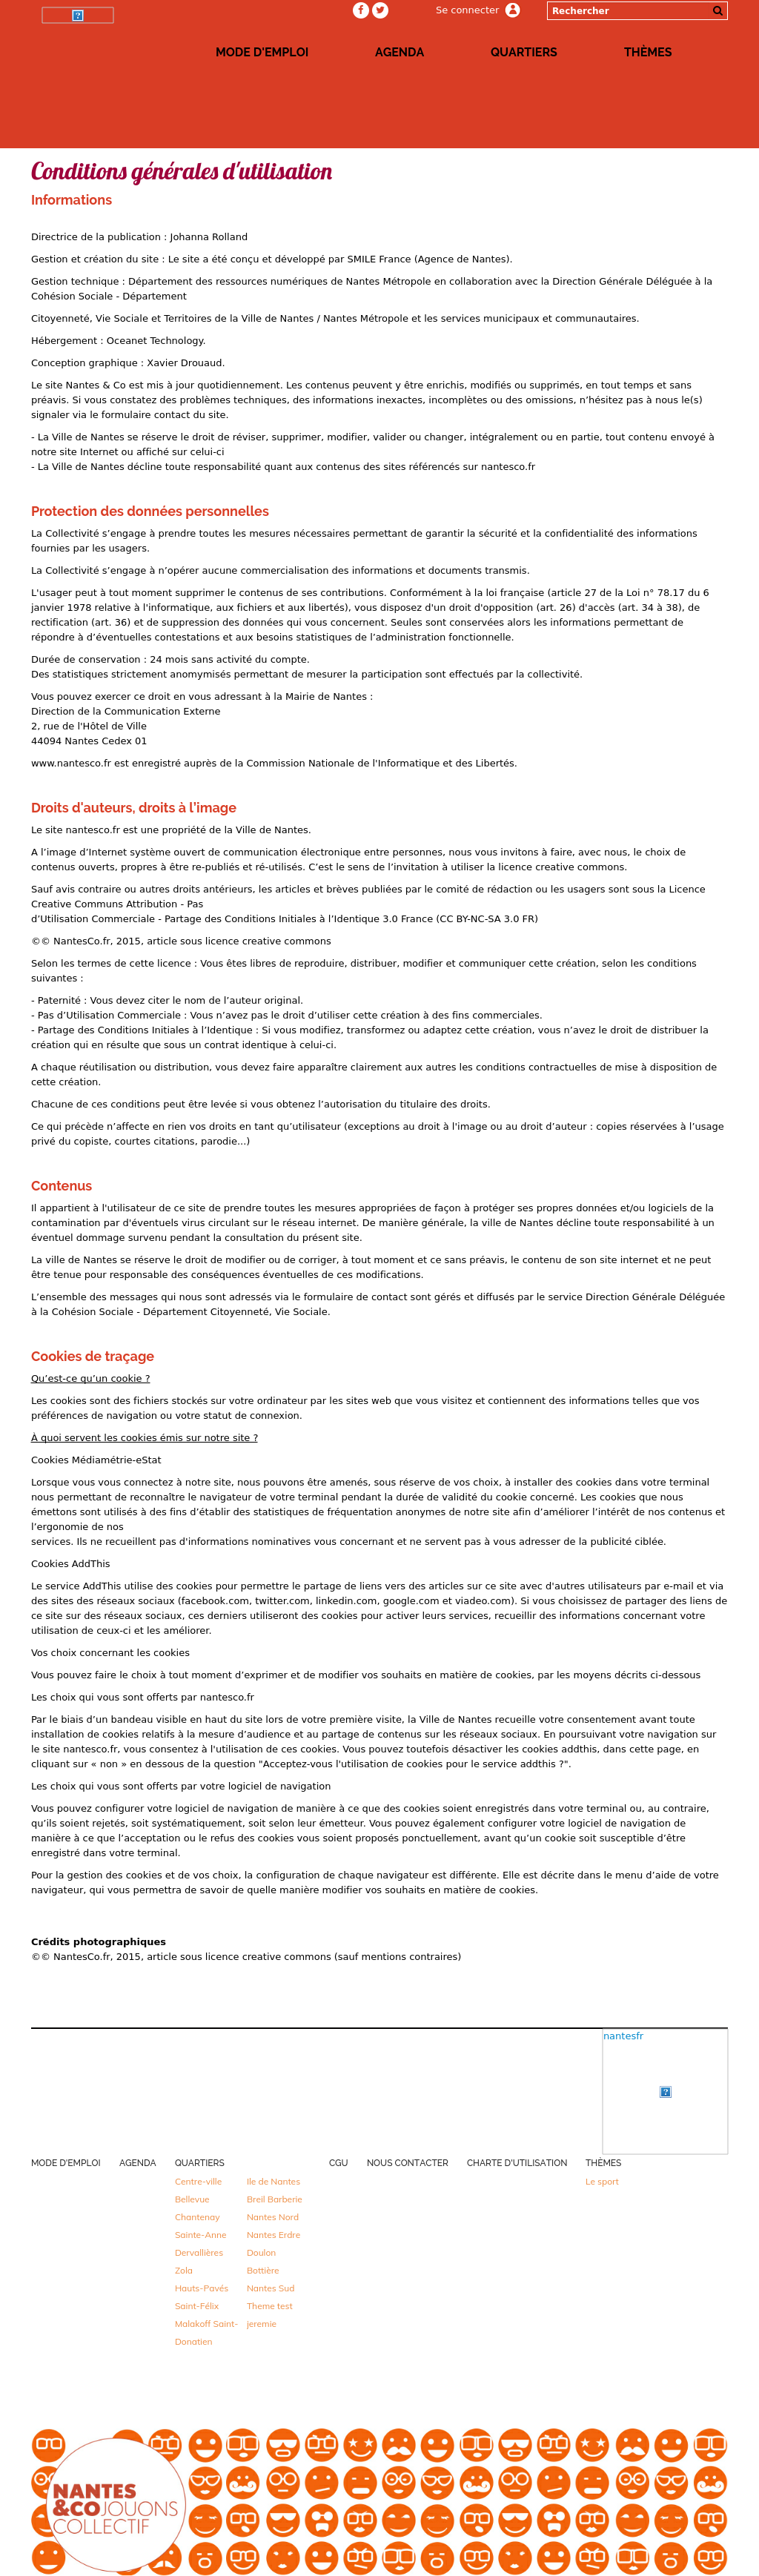 Se connecter
Rechercher
MODE D'EMPLOI
AGENDA
QUARTIERS
THÈMES
Conditions générales d'utilisation
Informations
Directrice de la publication : Johanna Rolland
Gestion et création du site : Le site a été conçu et développé par SMILE France (Agence de Nantes).
Gestion technique : Département des ressources numériques de Nantes Métropole en collaboration avec la Direction Générale Déléguée à la
Cohésion Sociale - Département
Citoyenneté, Vie Sociale et Territoires de la Ville de Nantes / Nantes Métropole et les services municipaux et communautaires.
Hébergement : Oceanet Technology.
Conception graphique : Xavier Drouaud.
Le site Nantes & Co est mis à jour quotidiennement. Les contenus peuvent y être enrichis, modifiés ou supprimés, en tout temps et sans
préavis. Si vous constatez des problèmes techniques, des informations inexactes, incomplètes ou des omissions, n’hésitez pas à nous le(s)
signaler via le formulaire contact du site.
- La Ville de Nantes se réserve le droit de réviser, supprimer, modifier, valider ou changer, intégralement ou en partie, tout contenu envoyé à
notre site Internet ou affiché sur celui-ci
- La Ville de Nantes décline toute responsabilité quant aux contenus des sites référencés sur nantesco.fr
Protection des données personnelles
La Collectivité s’engage à prendre toutes les mesures nécessaires permettant de garantir la sécurité et la confidentialité des informations
fournies par les usagers.
La Collectivité s’engage à n’opérer aucune commercialisation des informations et documents transmis.
L'usager peut à tout moment supprimer le contenus de ses contributions. Conformément à la loi française (article 27 de la Loi n° 78.17 du 6
janvier 1978 relative à l'informatique, aux fichiers et aux libertés), vous disposez d'un droit d'opposition (art. 26) d'accès (art. 34 à 38), de
rectification (art. 36) et de suppression des données qui vous concernent. Seules sont conservées alors les informations permettant de
répondre à d’éventuelles contestations et aux besoins statistiques de l’administration fonctionnelle.
Durée de conservation : 24 mois sans activité du compte.
Des statistiques strictement anomymisés permettant de mesurer la participation sont effectués par la collectivité.
Vous pouvez exercer ce droit en vous adressant à la Mairie de Nantes :
Direction de la Communication Externe
2, rue de l'Hôtel de Ville
44094 Nantes Cedex 01
www.nantesco.fr est enregistré auprès de la Commission Nationale de l'Informatique et des Libertés.
Droits d’auteurs, droits à l’image
Le site nantesco.fr est une propriété de la Ville de Nantes.
A l’image d’Internet système ouvert de communication électronique entre personnes, nous vous invitons à faire, avec nous, le choix de
contenus ouverts, propres à être re-publiés et ré-utilisés. C’est le sens de l’invitation à utiliser la licence creative commons.
Sauf avis contraire ou autres droits antérieurs, les articles et brèves publiées par le comité de rédaction ou les usagers sont sous la Licence
Creative Communs Attribution - Pas
d’Utilisation Commerciale - Partage des Conditions Initiales à l’Identique 3.0 France (CC BY-NC-SA 3.0 FR)
©© NantesCo.fr, 2015, article sous licence creative commons
Selon les termes de cette licence : Vous êtes libres de reproduire, distribuer, modifier et communiquer cette création, selon les conditions
suivantes :
- Paternité : Vous devez citer le nom de l’auteur original.
- Pas d’Utilisation Commerciale : Vous n’avez pas le droit d’utiliser cette création à des fins commerciales.
- Partage des Conditions Initiales à l’Identique : Si vous modifiez, transformez ou adaptez cette création, vous n’avez le droit de distribuer la
création qui en résulte que sous un contrat identique à celui-ci.
A chaque réutilisation ou distribution, vous devez faire apparaître clairement aux autres les conditions contractuelles de mise à disposition de
cette création.
Chacune de ces conditions peut être levée si vous obtenez l’autorisation du titulaire des droits.
Ce qui précède n’affecte en rien vos droits en tant qu’utilisateur (exceptions au droit à l'image ou au droit d’auteur : copies réservées à l’usage
privé du copiste, courtes citations, parodie...)
Contenus
Il appartient à l'utilisateur de ce site de prendre toutes les mesures appropriées de façon à protéger ses propres données et/ou logiciels de la
contamination par d'éventuels virus circulant sur le réseau internet. De manière générale, la ville de Nantes décline toute responsabilité à un
éventuel dommage survenu pendant la consultation du présent site.
La ville de Nantes se réserve le droit de modifier ou de corriger, à tout moment et ce sans préavis, le contenu de son site internet et ne peut
être tenue pour responsable des conséquences éventuelles de ces modifications.
L’ensemble des messages qui nous sont adressés via le formulaire de contact sont gérés et diffusés par le service Direction Générale Déléguée
à la Cohésion Sociale - Département Citoyenneté, Vie Sociale.
Cookies de traçage
Qu’est-ce qu’un cookie ?
Les cookies sont des fichiers stockés sur votre ordinateur par les sites web que vous visitez et contiennent des informations telles que vos
préférences de navigation ou votre statut de connexion.
À quoi servent les cookies émis sur notre site ?
Cookies Médiamétrie-eStat
Lorsque vous vous connectez à notre site, nous pouvons être amenés, sous réserve de vos choix, à installer des cookies dans votre terminal
nous permettant de reconnaître le navigateur de votre terminal pendant la durée de validité du cookie concerné. Les cookies que nous
émettons sont utilisés à des fins d’établir des statistiques de fréquentation anonymes de notre site afin d’améliorer l’intérêt de nos contenus et
l’ergonomie de nos
services. Ils ne recueillent pas d'informations nominatives vous concernant et ne servent pas à vous adresser de la publicité ciblée.
Cookies AddThis
Le service AddThis utilise des cookies pour permettre le partage de liens vers des articles sur ce site avec d'autres utilisateurs par e-mail et via
des sites des réseaux sociaux (facebook.com, twitter.com, linkedin.com, google.com et viadeo.com). Si vous choisissez de partager des liens de
ce site sur des réseaux sociaux, ces derniers utiliseront des cookies pour activer leurs services, recueillir des informations concernant votre
utilisation de ceux-ci et les améliorer.
Vos choix concernant les cookies
Vous pouvez faire le choix à tout moment d’exprimer et de modifier vos souhaits en matière de cookies, par les moyens décrits ci-dessous
Les choix qui vous sont offerts par nantesco.fr
Par le biais d’un bandeau visible en haut du site lors de votre première visite, la Ville de Nantes recueille votre consentement avant toute
installation de cookies relatifs à la mesure d’audience et au partage de contenus sur les réseaux sociaux. En poursuivant votre navigation sur
le site nantesco.fr, vous consentez à l'utilisation de ces cookies. Vous pouvez toutefois désactiver les cookies addthis, dans cette page, en
cliquant sur « non » en dessous de la question "Acceptez-vous l'utilisation de cookies pour le service addthis ?".
Les choix qui vous sont offerts par votre logiciel de navigation
Vous pouvez configurer votre logiciel de navigation de manière à ce que des cookies soient enregistrés dans votre terminal ou, au contraire,
qu’ils soient rejetés, soit systématiquement, soit selon leur émetteur. Vous pouvez également configurer votre logiciel de navigation de
manière à ce que l’acceptation ou le refus des cookies vous soient proposés ponctuellement, avant qu’un cookie soit susceptible d’être
enregistré dans votre terminal.
Pour la gestion des cookies et de vos choix, la configuration de chaque navigateur est différente. Elle est décrite dans le menu d’aide de votre
navigateur, qui vous permettra de savoir de quelle manière modifier vos souhaits en matière de cookies.
Crédits photographiques
©© NantesCo.fr, 2015, article sous licence creative commons (sauf mentions contraires)
nantesfr
MODE D'EMPLOI
AGENDA
QUARTIERS
Centre-ville
Bellevue
Chantenay
Sainte-Anne
Dervallières
Zola
Hauts-Pavés
Saint-Félix
Malakoff Saint-
Donatien
Ile de Nantes
Breil Barberie
Nantes Nord
Nantes Erdre
Doulon
Bottière
Nantes Sud
Theme test
jeremie
CGU
NOUS CONTACTER
CHARTE D'UTILISATION
THÈMES
Le sport
NANTES
&COJOUONS
COLLECTIF